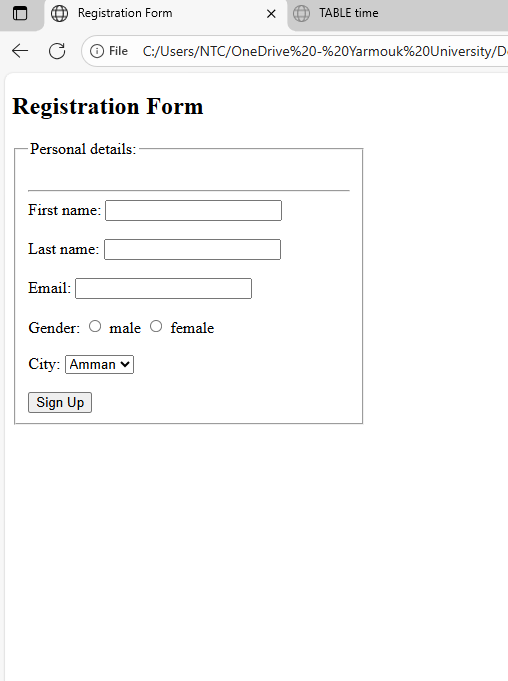 Registration Form
TABLE time
File C:/Users/NTC/OneDrive%20-%20Yarmouk%20University/D
Registration Form
Personal details:
First name:
Last name:
Email:
Gender: male female
City: Amman
Sign Up